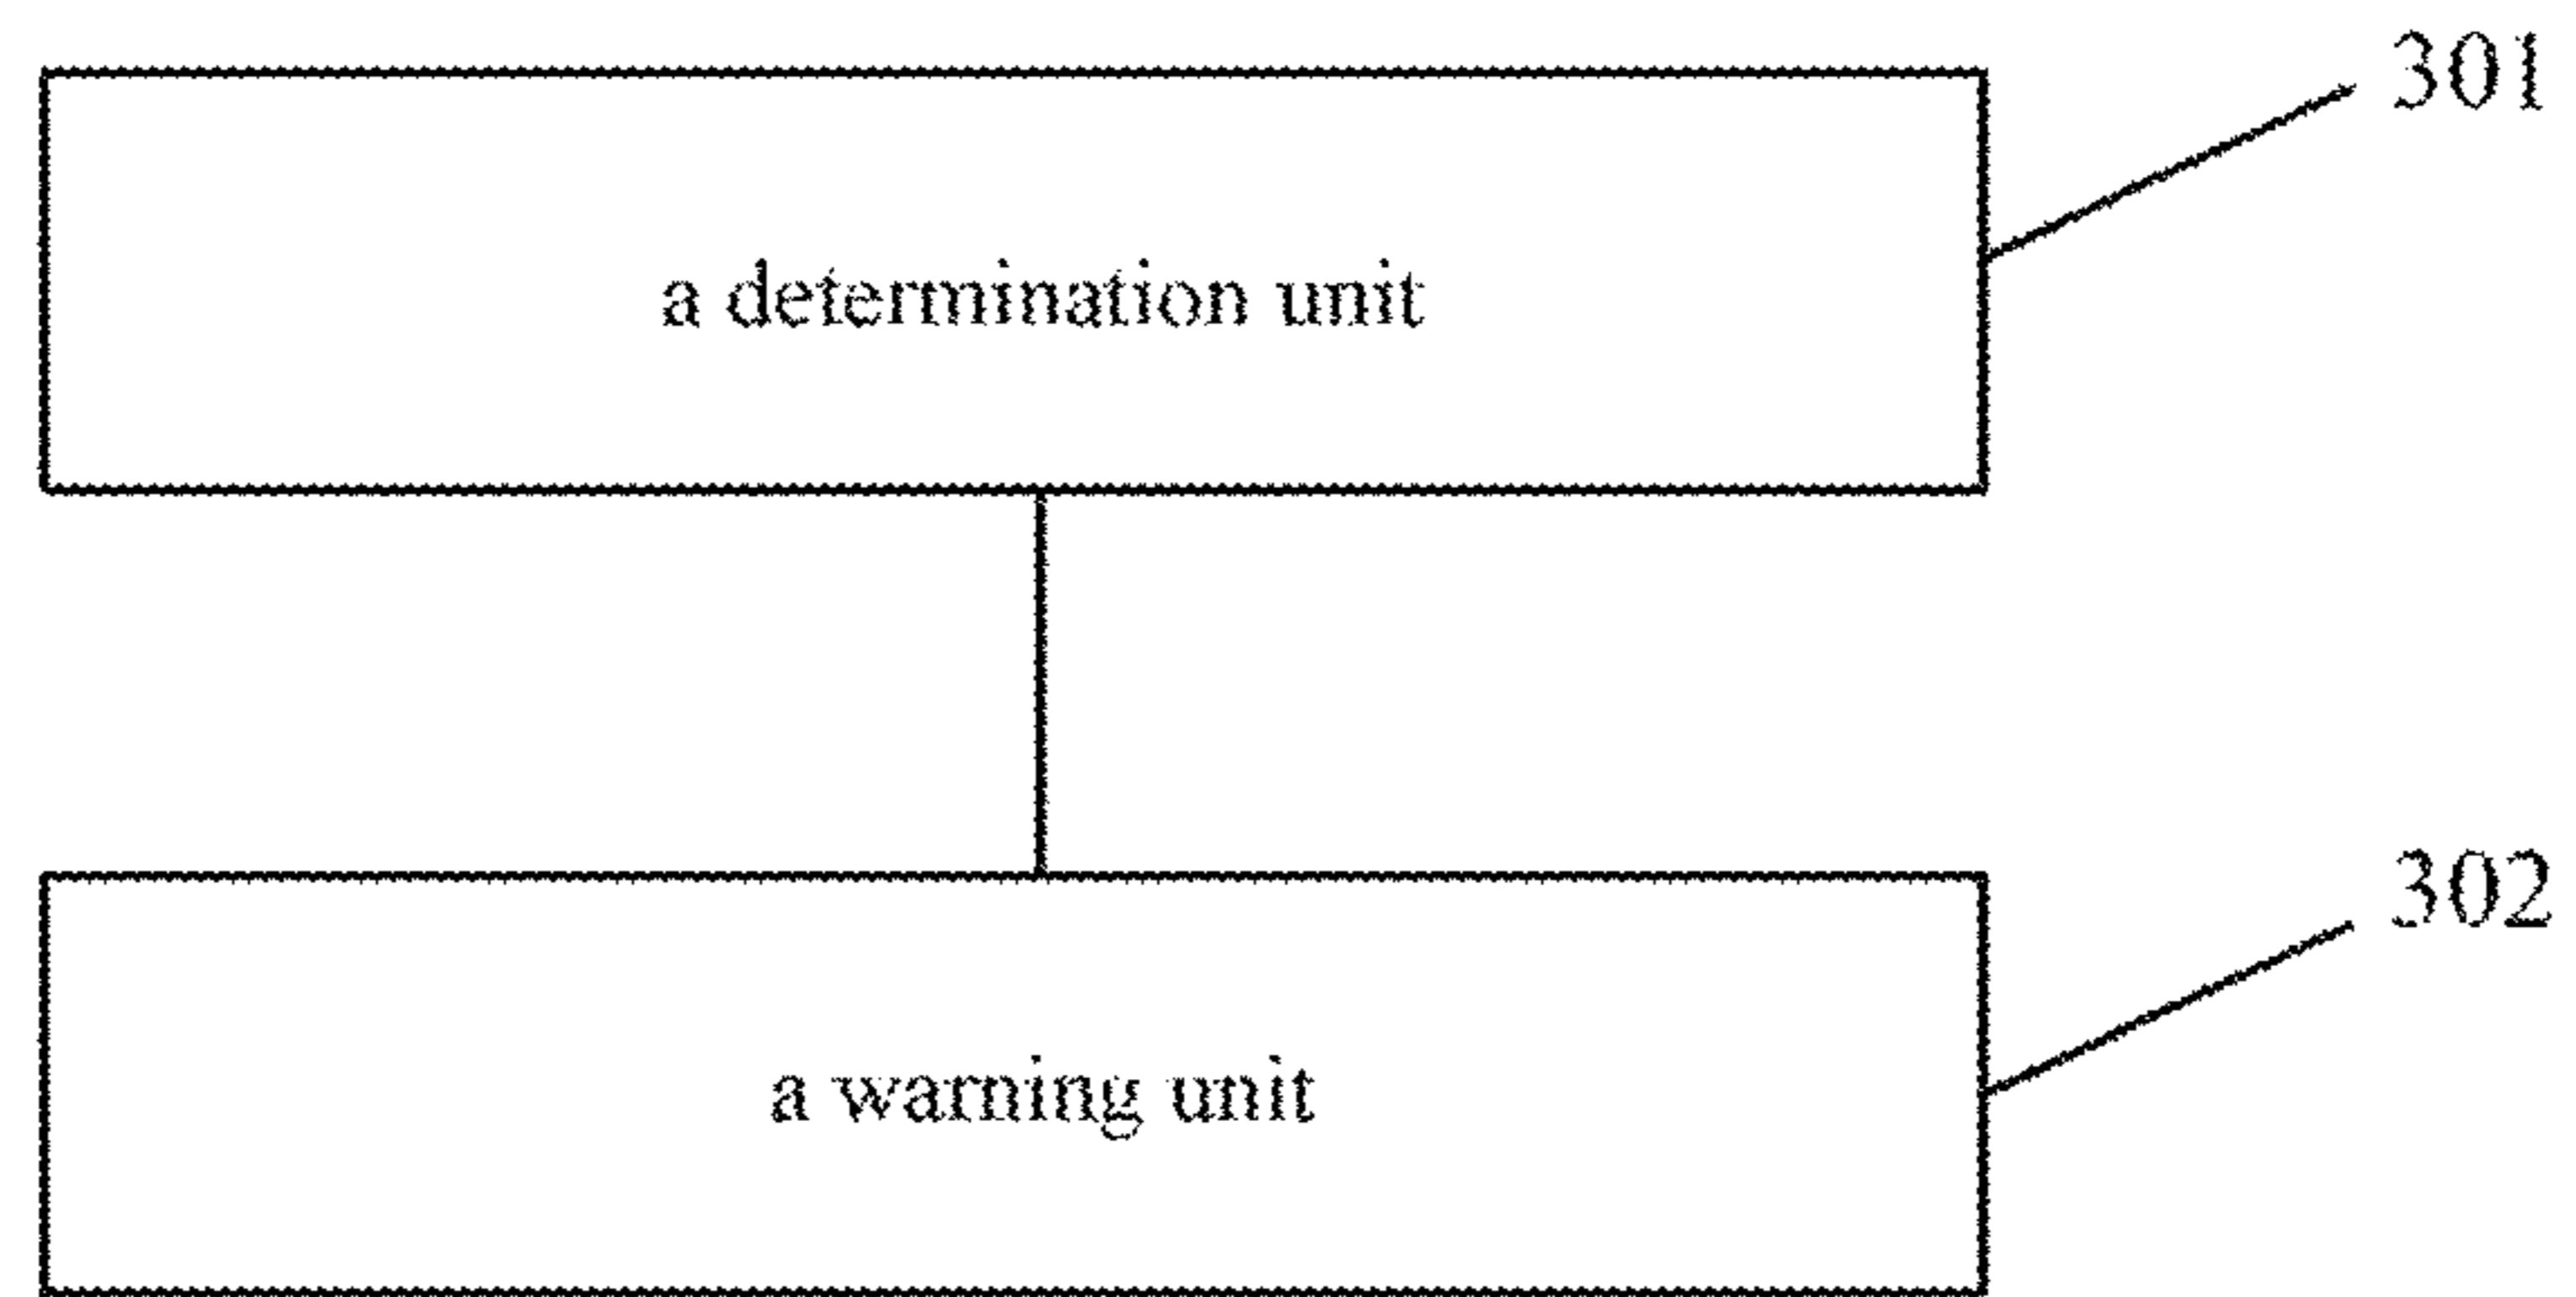 301
a determination unit
302
a warning unit